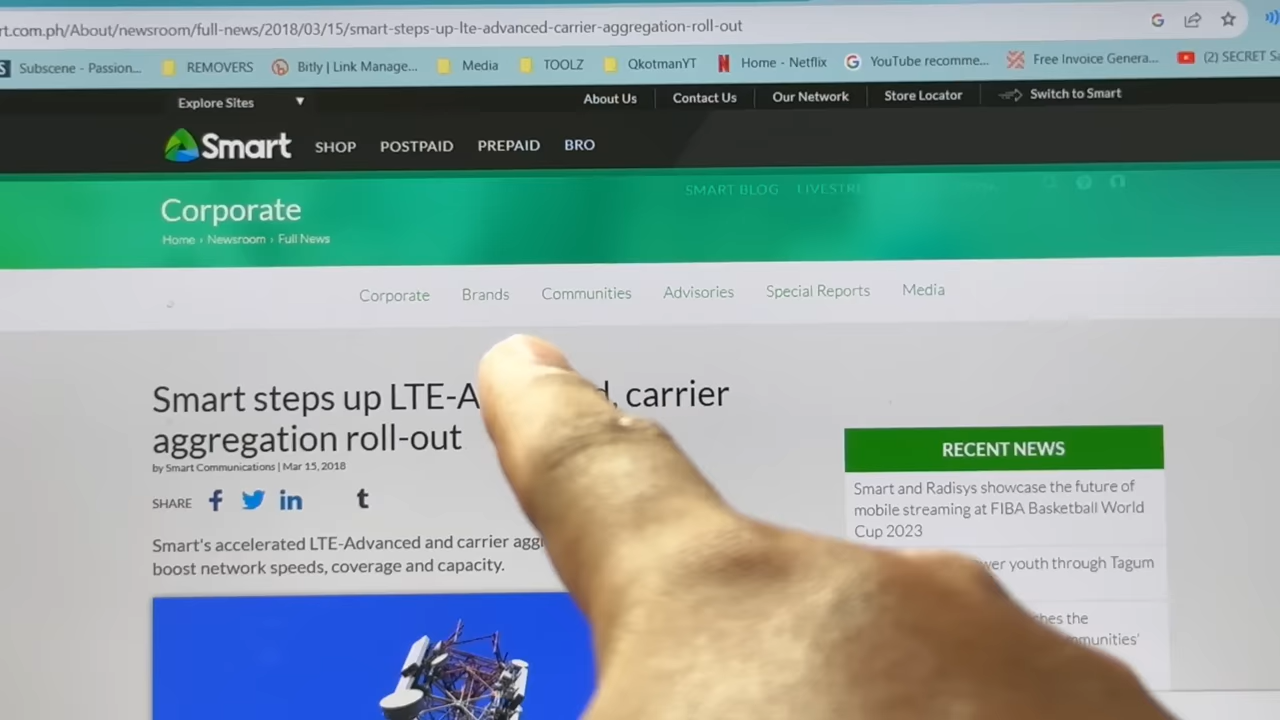 rt.com.ph/About/newsroom/full-news/2018/03/15/smart-steps-up-lte-advanced-carrier-aggregation-roll-out
Subscene - Passion... REMOVERS Bitly | Link Manage... Media TOOLZ QkotmanYT Home - Netflix YouTube recomme... Free Invoice Genera... (2) SECRET S
Explore Sites ▼ About Us Contact Us Our Network Store Locator Switch to Smart
Smart SHOP POSTPAID PREPAID BRO
SMART BLOG LIVESTRE
Corporate
Home › Newsroom › Full News
Corporate Brands Communities Advisories Special Reports Media
Smart steps up LTE-A d, carrier
aggregation roll-out
by Smart Communications | Mar 15, 2018
SHARE f in t
Smart's accelerated LTE-Advanced and carrier agg
boost network speeds, coverage and capacity.
RECENT NEWS
Smart and Radisys showcase the future of
mobile streaming at FIBA Basketball World
Cup 2023
wer youth through Tagum
hes the
munities'